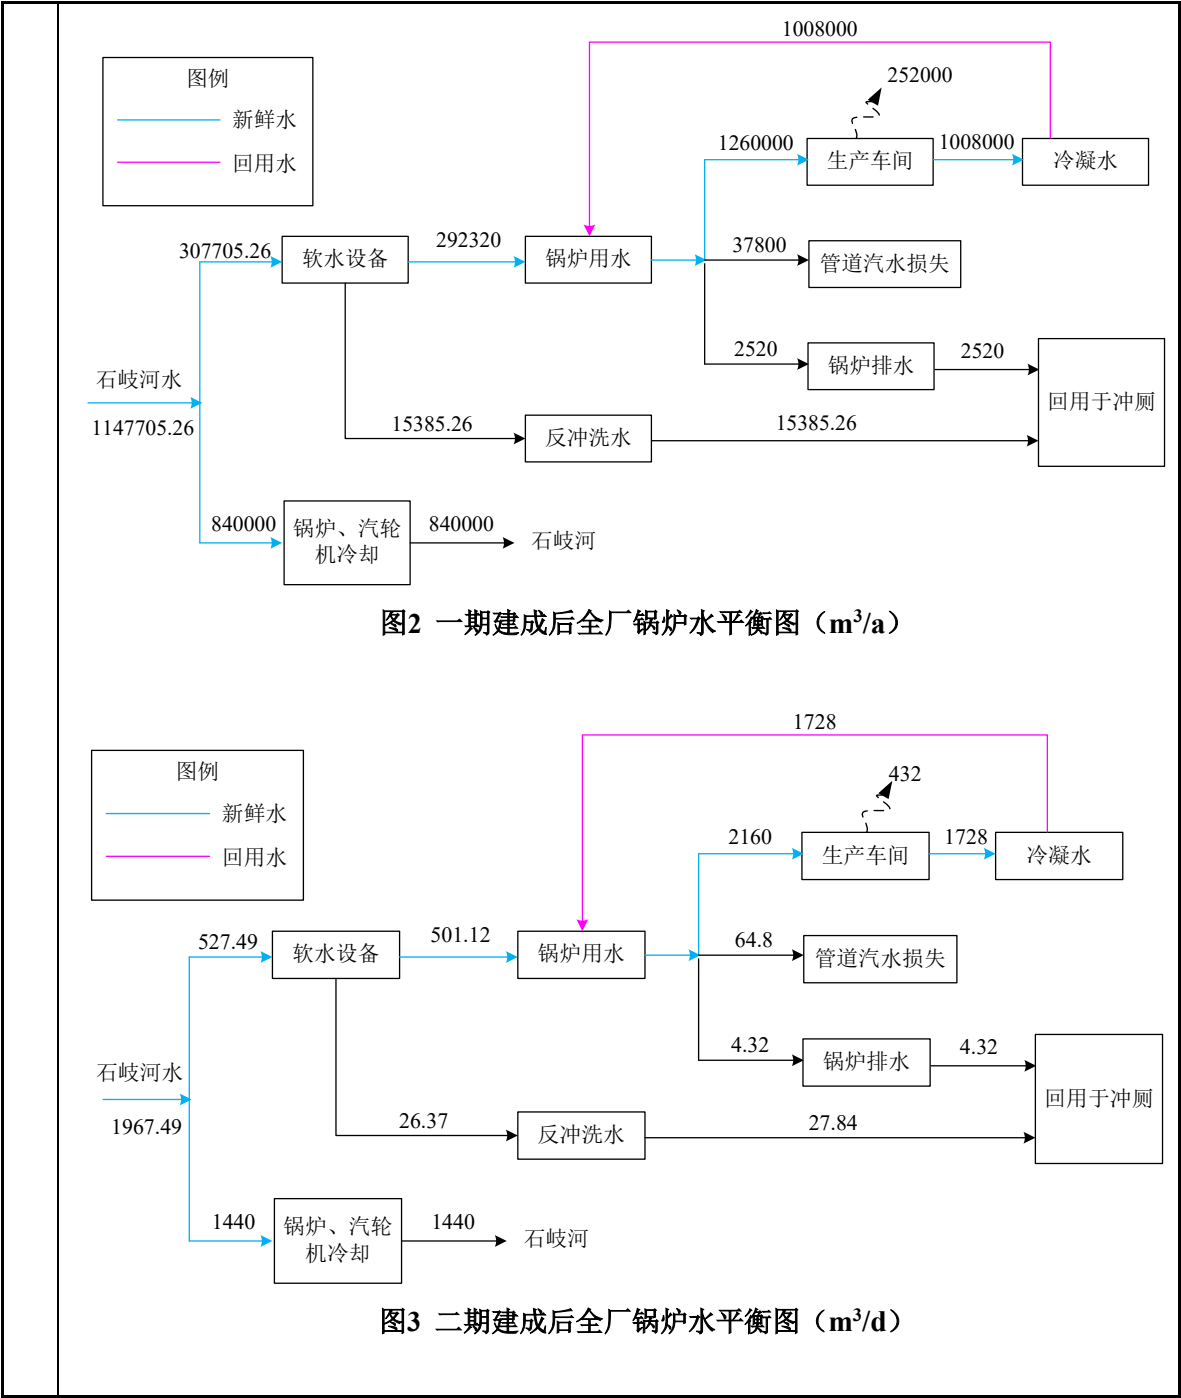 1008000
图例
新鲜水
回用水
252000
1260000
生产车间
1008000
冷凝水
307705.26
软水设备
292320
锅炉用水
37800
管道汽水损失
2520
锅炉排水
2520
回用于冲厕
石岐河水
1147705.26
15385.26
反冲洗水
15385.26
840000
锅炉、汽轮
机冷却
840000
石岐河
图2 一期建成后全厂锅炉水平衡图（m³/a）
1728
图例
新鲜水
回用水
432
2160
生产车间
1728
冷凝水
527.49
软水设备
501.12
锅炉用水
64.8
管道汽水损失
4.32
锅炉排水
4.32
回用于冲厕
石岐河水
1967.49
26.37
反冲洗水
27.84
1440
锅炉、汽轮
机冷却
1440
石岐河
图3 二期建成后全厂锅炉水平衡图（m³/d）